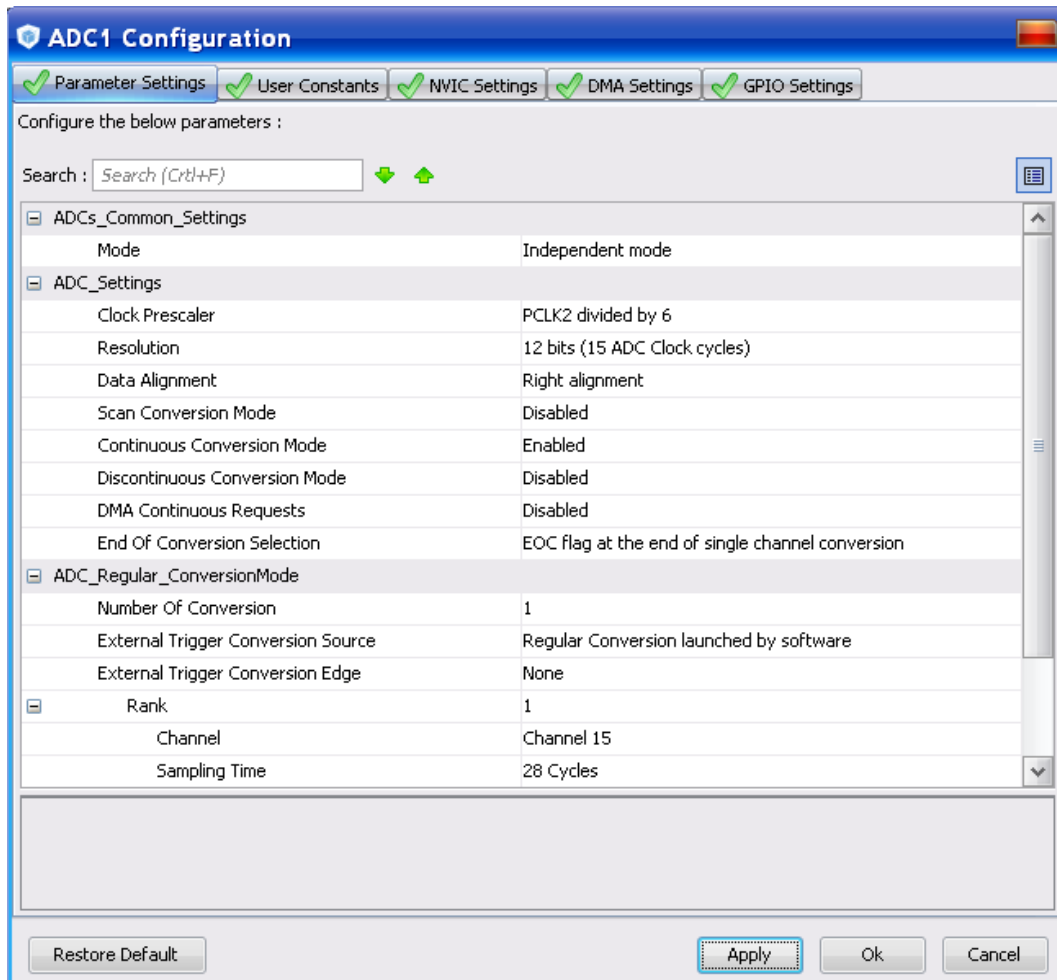 ADC1 Configuration
Parameter Settings User Constants NVIC Settings DMA Settings GPIO Settings
Configure the below parameters :
Search : Search (Crtl+F)
ADCs_Common_Settings
Mode Independent mode
ADC_Settings
Clock Prescaler PCLK2 divided by 6
Resolution 12 bits (15 ADC Clock cycles)
Data Alignment Right alignment
Scan Conversion Mode Disabled
Continuous Conversion Mode Enabled
Discontinuous Conversion Mode Disabled
DMA Continuous Requests Disabled
End Of Conversion Selection EOC flag at the end of single channel conversion
ADC_Regular_ConversionMode
Number Of Conversion 1
External Trigger Conversion Source Regular Conversion launched by software
External Trigger Conversion Edge None
Rank 1
Channel Channel 15
Sampling Time 28 Cycles
Restore Default Apply Ok Cancel